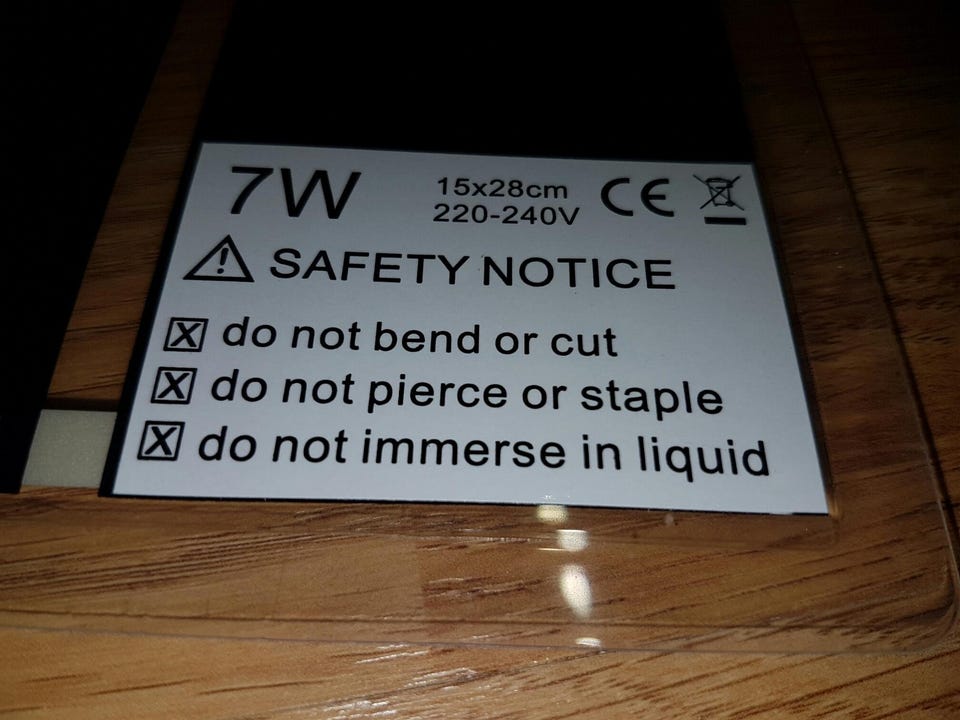 7W 15x28cm CE
220-240V
SAFETY NOTICE
do not bend or cut
do not pierce or staple
do not immerse in liquid